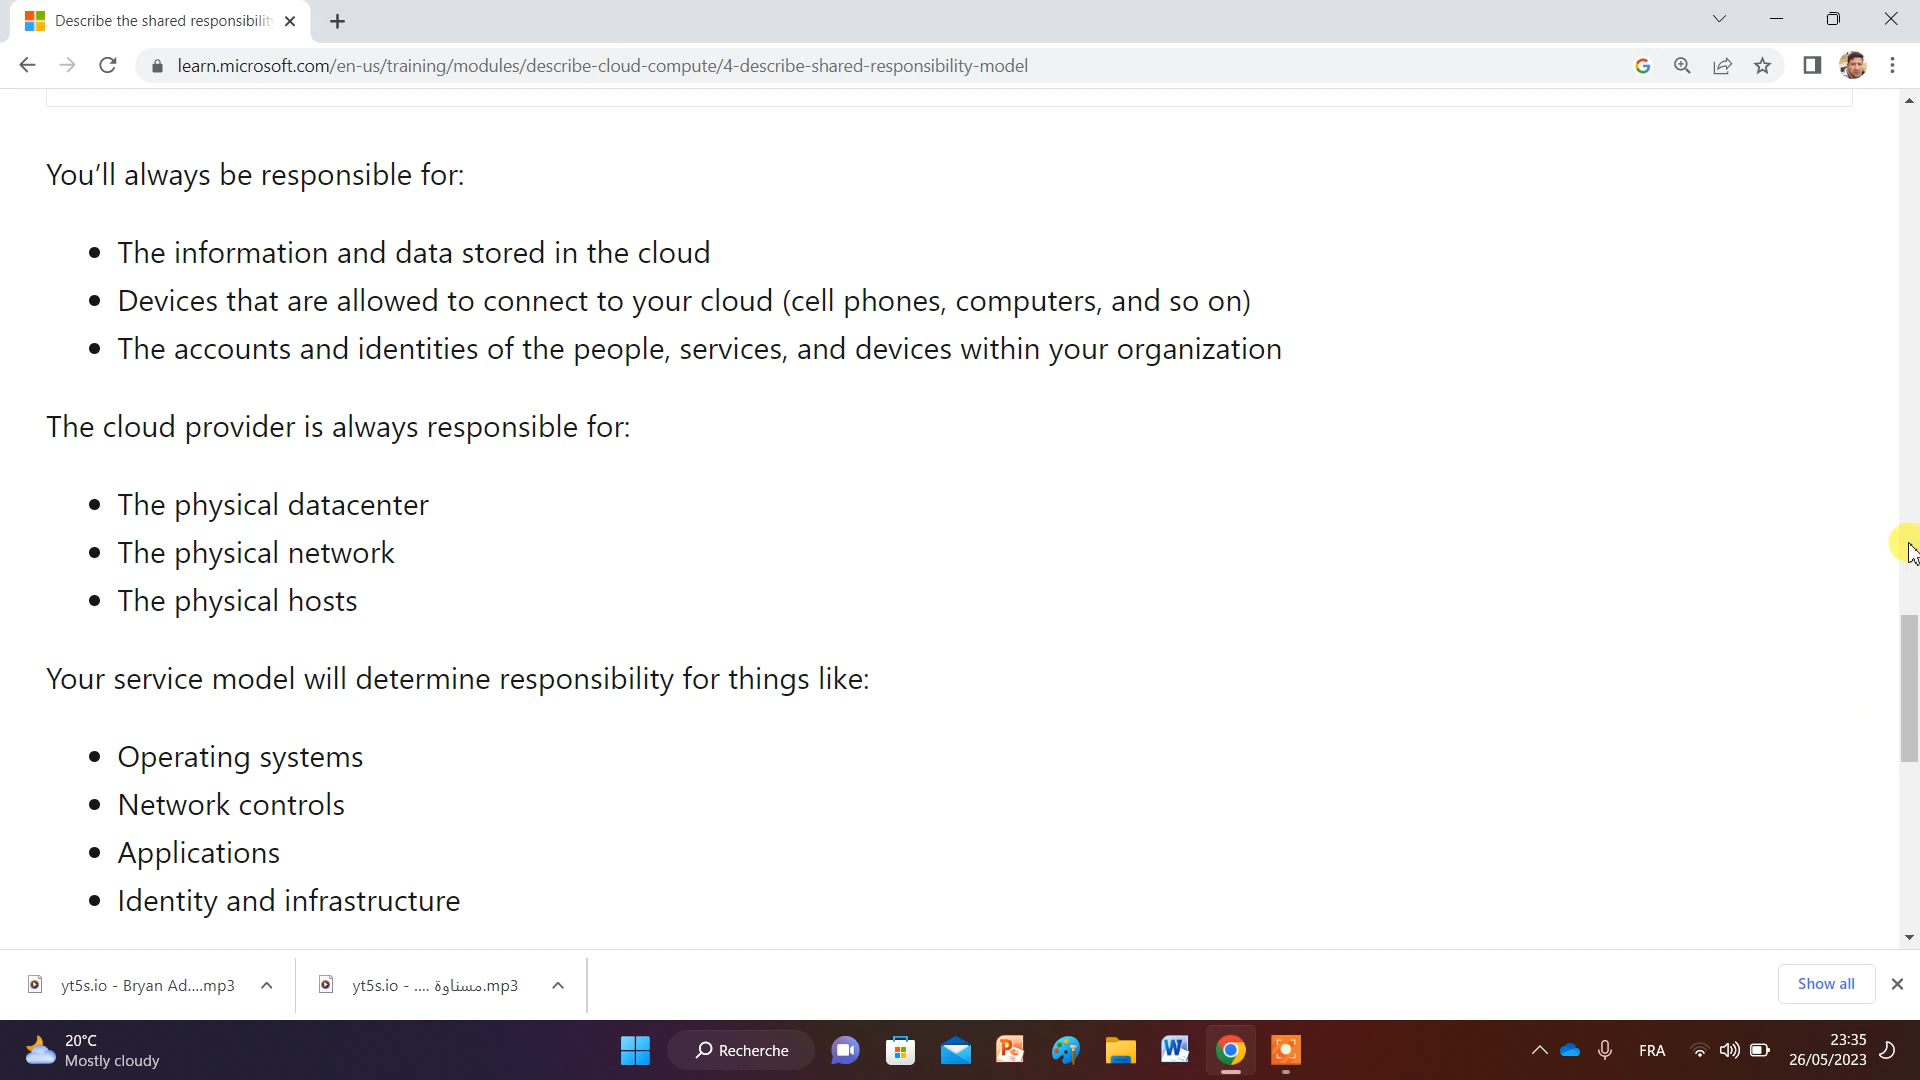 Describe the shared responsibilit
learn.microsoft.com/en-us/training/modules/describe-cloud-compute/4-describe-shared-responsibility-model
You'll always be responsible for:
The information and data stored in the cloud
Devices that are allowed to connect to your cloud (cell phones, computers, and so on)
The accounts and identities of the people, services, and devices within your organization
The cloud provider is always responsible for:
The physical datacenter
The physical network
The physical hosts
Your service model will determine responsibility for things like:
Operating systems
Network controls
Applications
Identity and infrastructure
yt5s.io - Bryan Ad....mp3
yt5s.io - .... مسناوة.mp3
Show all
20°C
Mostly cloudy
Recherche
FRA
23:35
26/05/2023